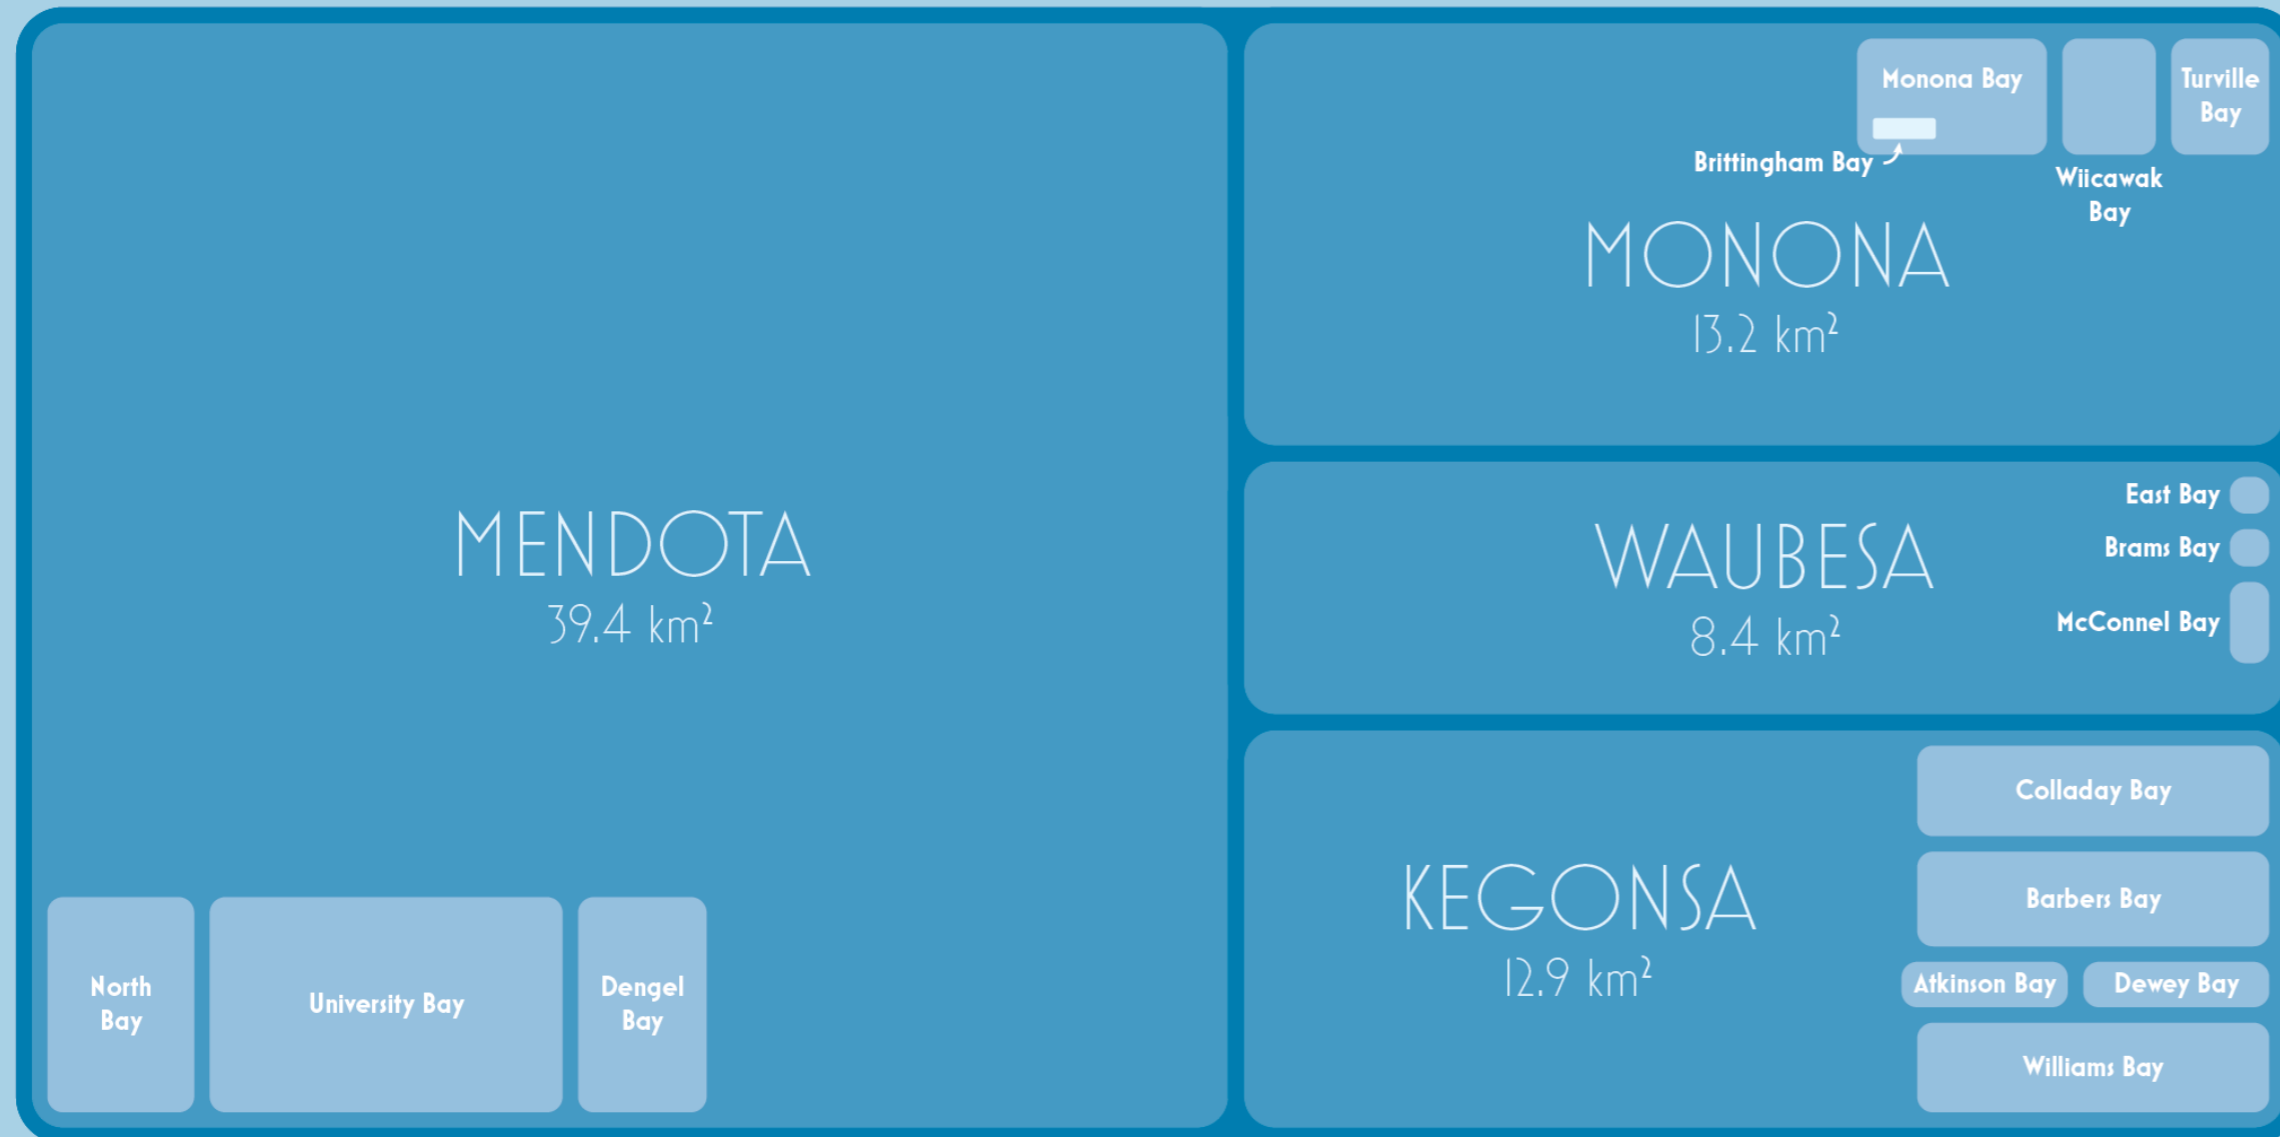 MENDOTA
39.4 km²
North
Bay
University Bay
Dengel
Bay
Monona Bay
Brittingham Bay
Wiicawak
Bay
Turville
Bay
MONONA
13.2 km²
East Bay
Brams Bay
McConnel Bay
WAUBESA
8.4 km²
Colladay Bay
Barbers Bay
Atkinson Bay
Dewey Bay
Williams Bay
KEGONSA
12.9 km²